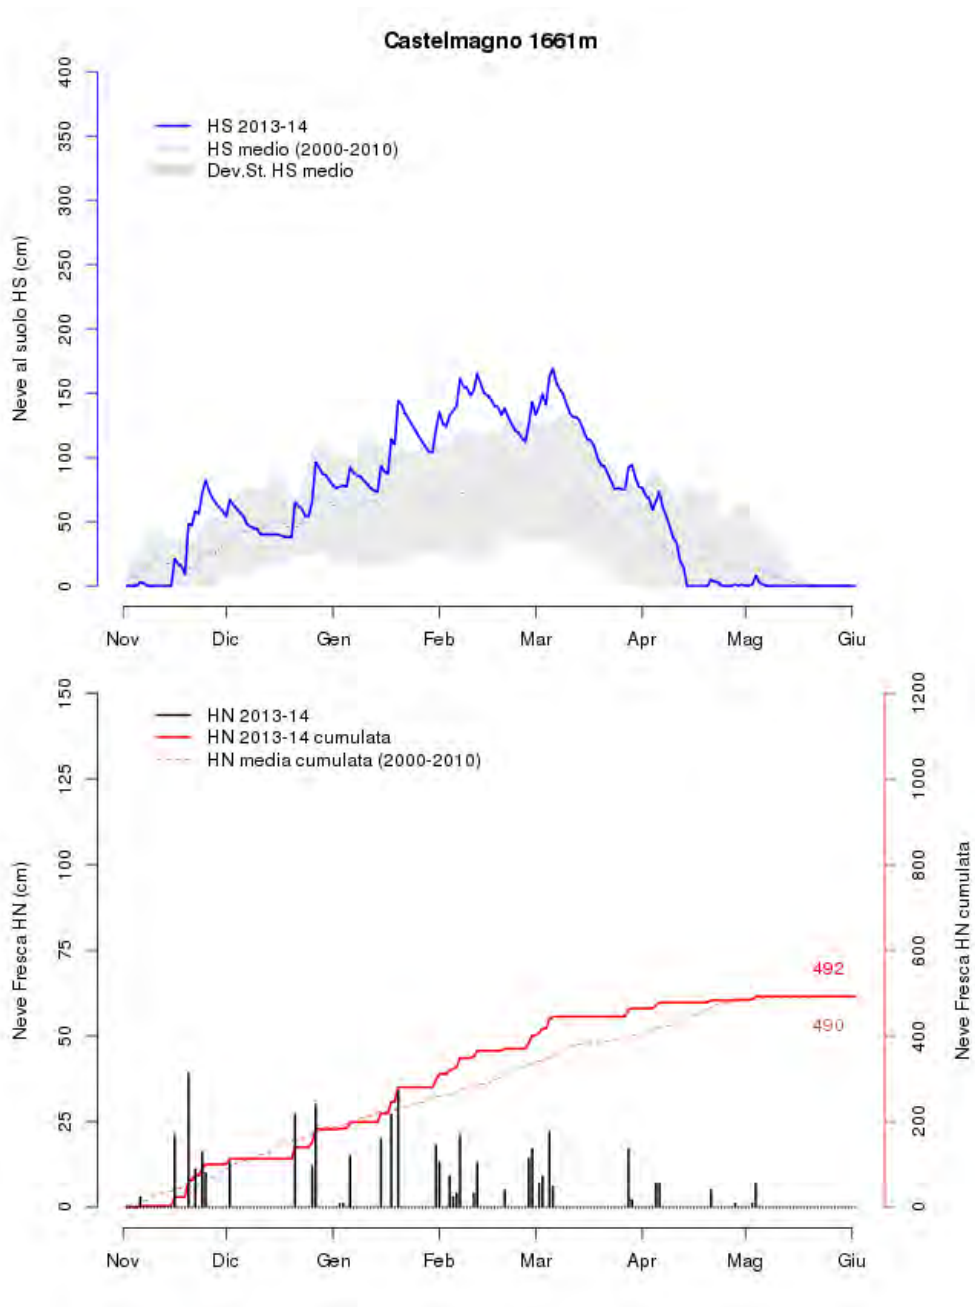 Castelmagno 1661m
400
350
300
250
200
150
100
50
0
Neve al suolo HS (cm)
HS 2013-14
HS medio (2000-2010)
Dev.St. HS medio
Nov Dic Gen Feb Mar Apr Mag Giu
150
125
100
75
50
25
0
Neve Fresca HN (cm)
HN 2013-14
HN 2013-14 cumulata
HN media cumulata (2000-2010)
492
490
1200
1000
800
600
400
200
0
Neve Fresca HN cumulata
Nov Dic Gen Feb Mar Apr Mag Giu